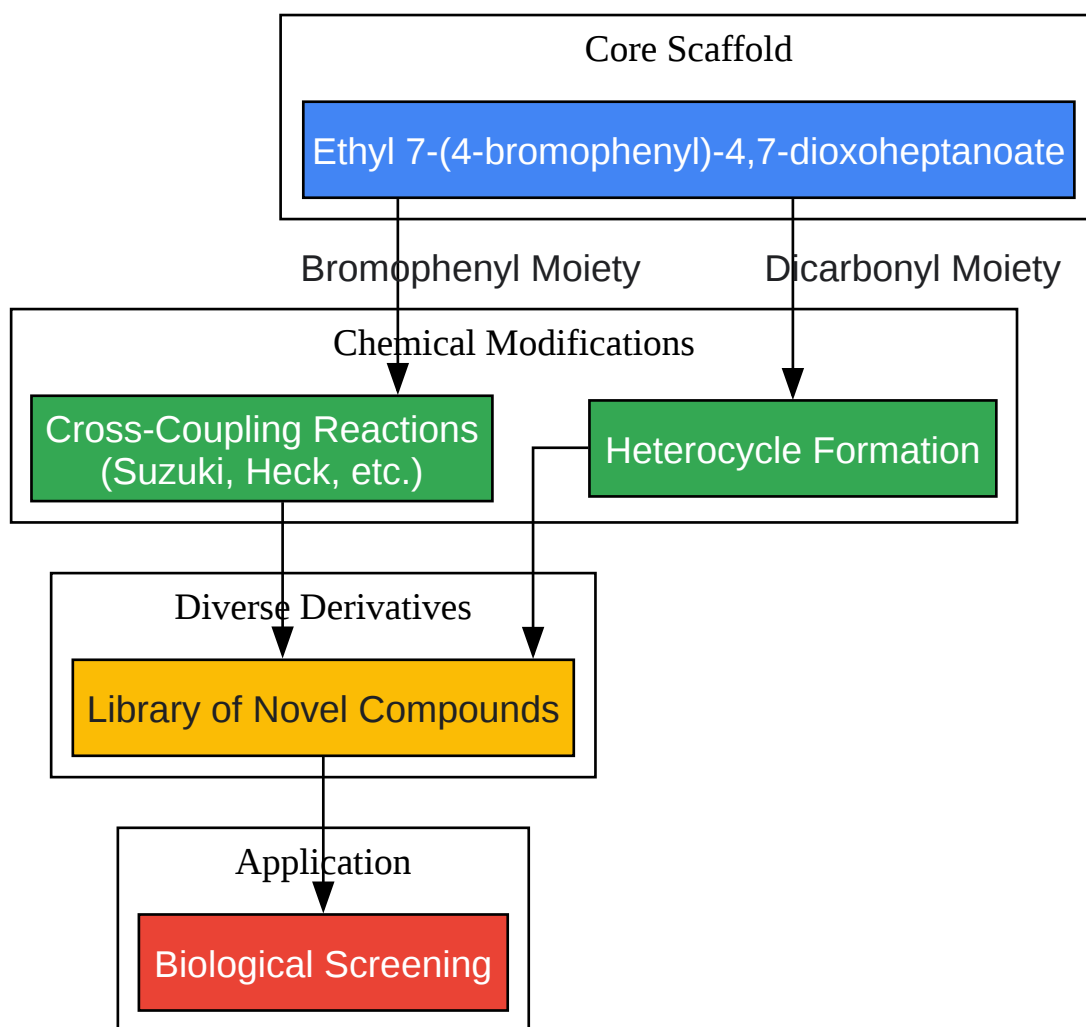 Core Scaffold
Ethyl 7-(4-bromophenyl)-4,7-dioxoheptanoate
Bromophenyl Moiety
Dicarbonyl Moiety
Chemical Modifications
Cross-Coupling Reactions
(Suzuki, Heck, etc.)
Heterocycle Formation
Diverse Derivatives
Library of Novel Compounds
Application
Biological Screening